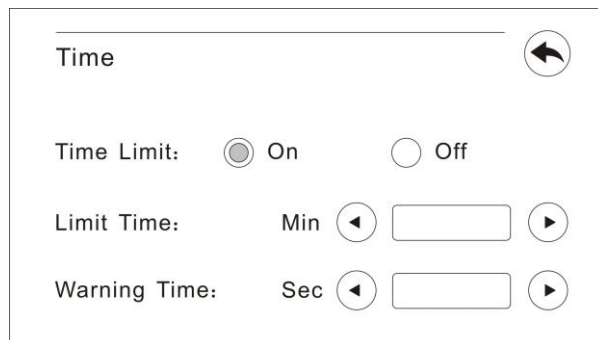 Time
Time Limit: On Off
Limit Time: Min
Warning Time: Sec